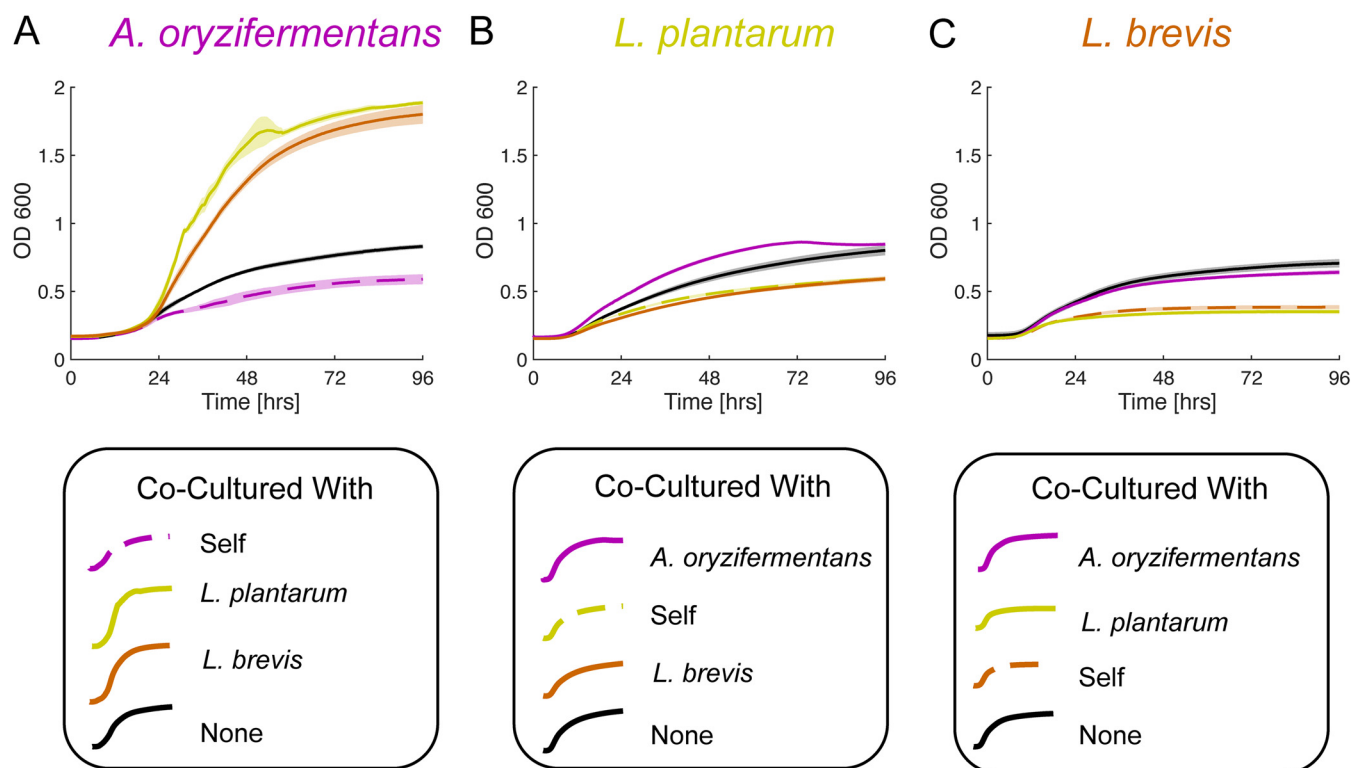 A
A. oryzifermentans
B
L. plantarum
C
L. brevis
2
1.5
1
0.5
0
OD 600
0 24 48 72 96
Time [hrs]
2
1.5
1
0.5
0
OD 600
0 24 48 72 96
Time [hrs]
2
1.5
1
0.5
0
OD 600
0 24 48 72 96
Time [hrs]
Co-Cultured With
Self
L. plantarum
L. brevis
None
Co-Cultured With
A. oryzifermentans
Self
L. brevis
None
Co-Cultured With
A. oryzifermentans
L. plantarum
Self
None